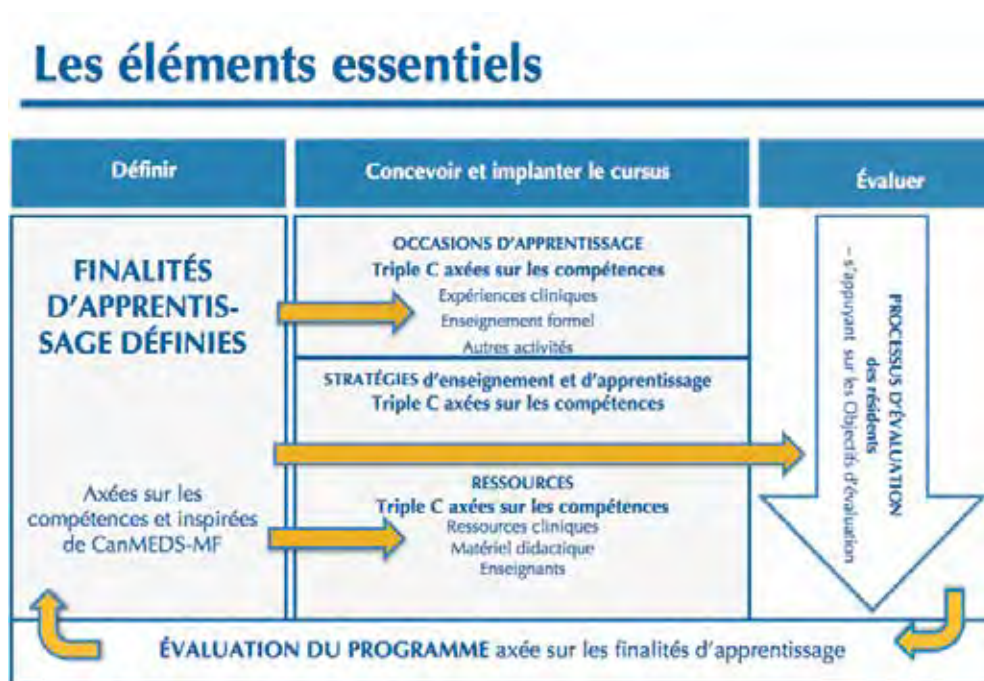 Les éléments essentiels
Définir
Concevoir et implanter le cursus
Évaluer
FINALITÉS
D'APPRENTIS-
SAGE DÉFINIES
Axées sur les
compétences et inspirées
de CanMEDS-MF
OCCASIONS D'APPRENTISSAGE
Triple C axées sur les compétences
Expériences cliniques
Enseignement formel
Autres activités
STRATÉGIES d'enseignement et d'apprentissage
Triple C axées sur les compétences
RESSOURCES
Triple C axées sur les compétences
Ressources cliniques
Matériel didactique
Enseignants
PROCESSUS D'ÉVALUATION
des résidents
– s'appuyant sur les Objectifs d'évaluation
ÉVALUATION DU PROGRAMME axée sur les finalités d'apprentissage